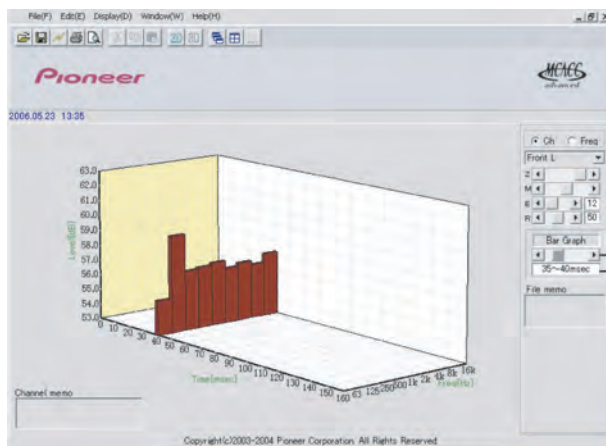 File(F) Edit(E) Display(D) Window(W) Help(H)
2D 3D
Pioneer
MCACC
advanced
2006.05.23 13:35
Ch Freq
Front L
Z
M
E 12
R 50
Bar Graph
35~40msec
File memo
Level[dB]
63.0
62.0
61.0
60.0
59.0
58.0
57.0
56.0
55.0
54.0
53.0
0 10 20 30 40 50 60 70 80 90 100 110 120 130 140 150 160
Time[msec]
63 125 250 500 1k 2k 4k 8k 16k
Freq[Hz]
Channel memo
Copyright(c)2003-2004 Pioneer Corporation. All Rights Reserved.